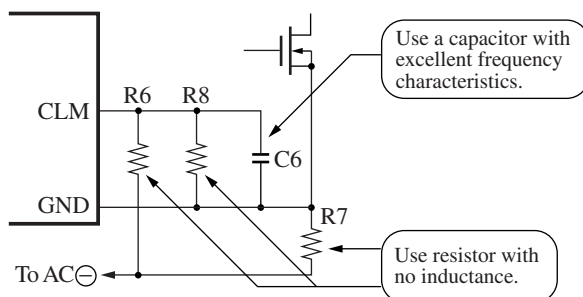 Use a capacitor with
excellent frequency
characteristics.
R6
R8
CLM
C6
GND
R7
To AC⊖
Use resistor with
no inductance.